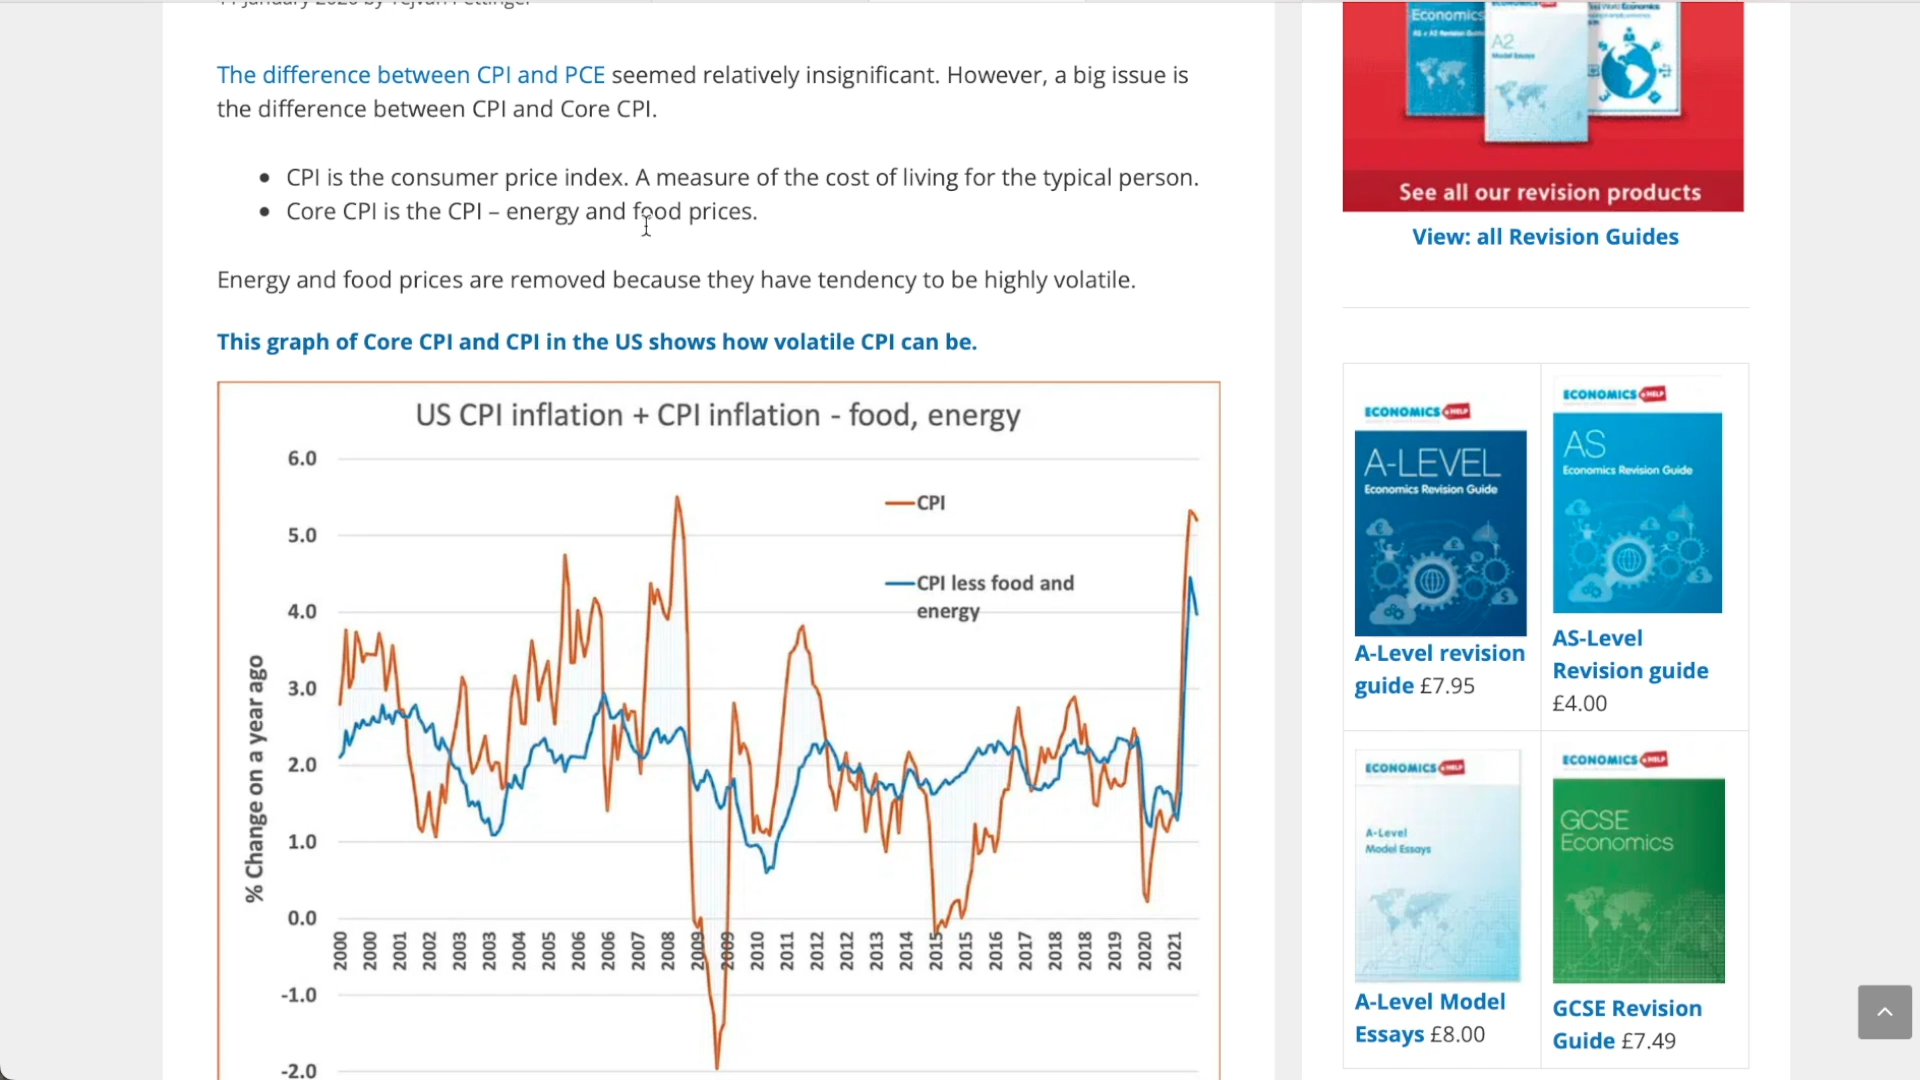 The difference between CPI and PCE seemed relatively insignificant. However, a big issue is
the difference between CPI and Core CPI.
CPI is the consumer price index. A measure of the cost of living for the typical person.
Core CPI is the CPI – energy and food prices.
Energy and food prices are removed because they have tendency to be highly volatile.
This graph of Core CPI and CPI in the US shows how volatile CPI can be.
US CPI inflation + CPI inflation - food, energy
6.0
5.0
4.0
3.0
2.0
1.0
0.0
-1.0
-2.0
% Change on a year ago
CPI
CPI less food and
energy
2000 2000 2001 2002 2003 2003 2004 2005 2006 2006 2007 2008 2009 2009 2010 2011 2012 2012 2013 2014 2015 2015 2016 2017 2018 2018 2019 2020 2021
Economics
A2
Model Essays
See all our revision products
View: all Revision Guides
ECONOMICS HELP
A-LEVEL
Economics Revision Guide
A-Level revision
guide £7.95
ECONOMICS HELP
AS
Economics Revision Guide
AS-Level
Revision guide
£4.00
ECONOMICS HELP
A-Level
Model Essays
A-Level Model
Essays £8.00
ECONOMICS HELP
GCSE
Economics
GCSE Revision
Guide £7.49